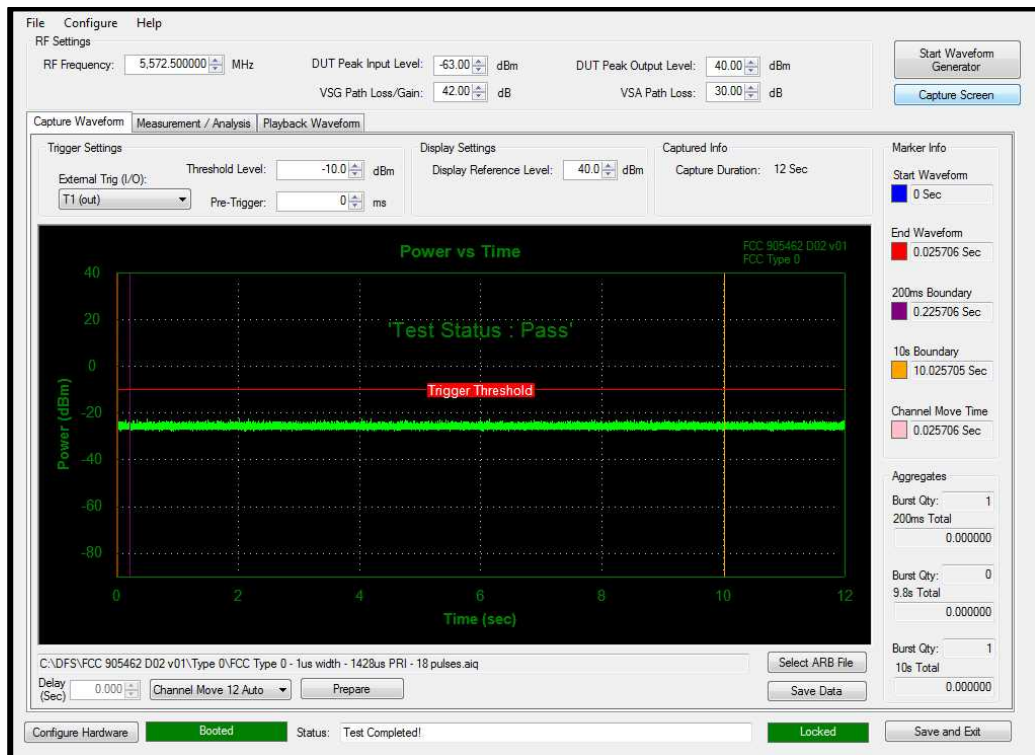 File Configure Help
RF Settings
RF Frequency: 5,572.500000 MHz DUT Peak Input Level: -63.00 dBm DUT Peak Output Level: 40.00 dBm
VSG Path Loss/Gain: 42.00 dB VSA Path Loss: 30.00 dB
Start Waveform
Generator
Capture Screen
Capture Waveform Measurement / Analysis Playback Waveform
Trigger Settings
Threshold Level: -10.0 dBm
External Trig (I/O):
T1 (out)
Pre-Trigger: 0 ms
Display Settings
Display Reference Level: 40.0 dBm
Captured Info
Capture Duration: 12 Sec
Marker Info
Start Waveform
0 Sec
End Waveform
0.025706 Sec
200ms Boundary
0.225706 Sec
10s Boundary
10.025705 Sec
Channel Move Time
0.025706 Sec
Power vs Time
FCC 905462 D02 v01
FCC Type 0
'Test Status : Pass'
Trigger Threshold
Power (dBm)
40
20
0
-20
-40
-60
-80
0 2 4 6 8 10 12
Time (sec)
Aggregates
Burst Qty: 1
200ms Total
0.000000
Burst Qty: 0
9.8s Total
0.000000
Burst Qty: 1
10s Total
0.000000
C:\DFS\FCC 905462 D02 v01\Type 0\FCC Type 0 - 1us width - 1428us PRI - 18 pulses.aiq
Select ARB File
Delay
(Sec) 0.000 Channel Move 12 Auto Prepare
Save Data
Configure Hardware Booted Status: Test Completed! Locked Save and Exit